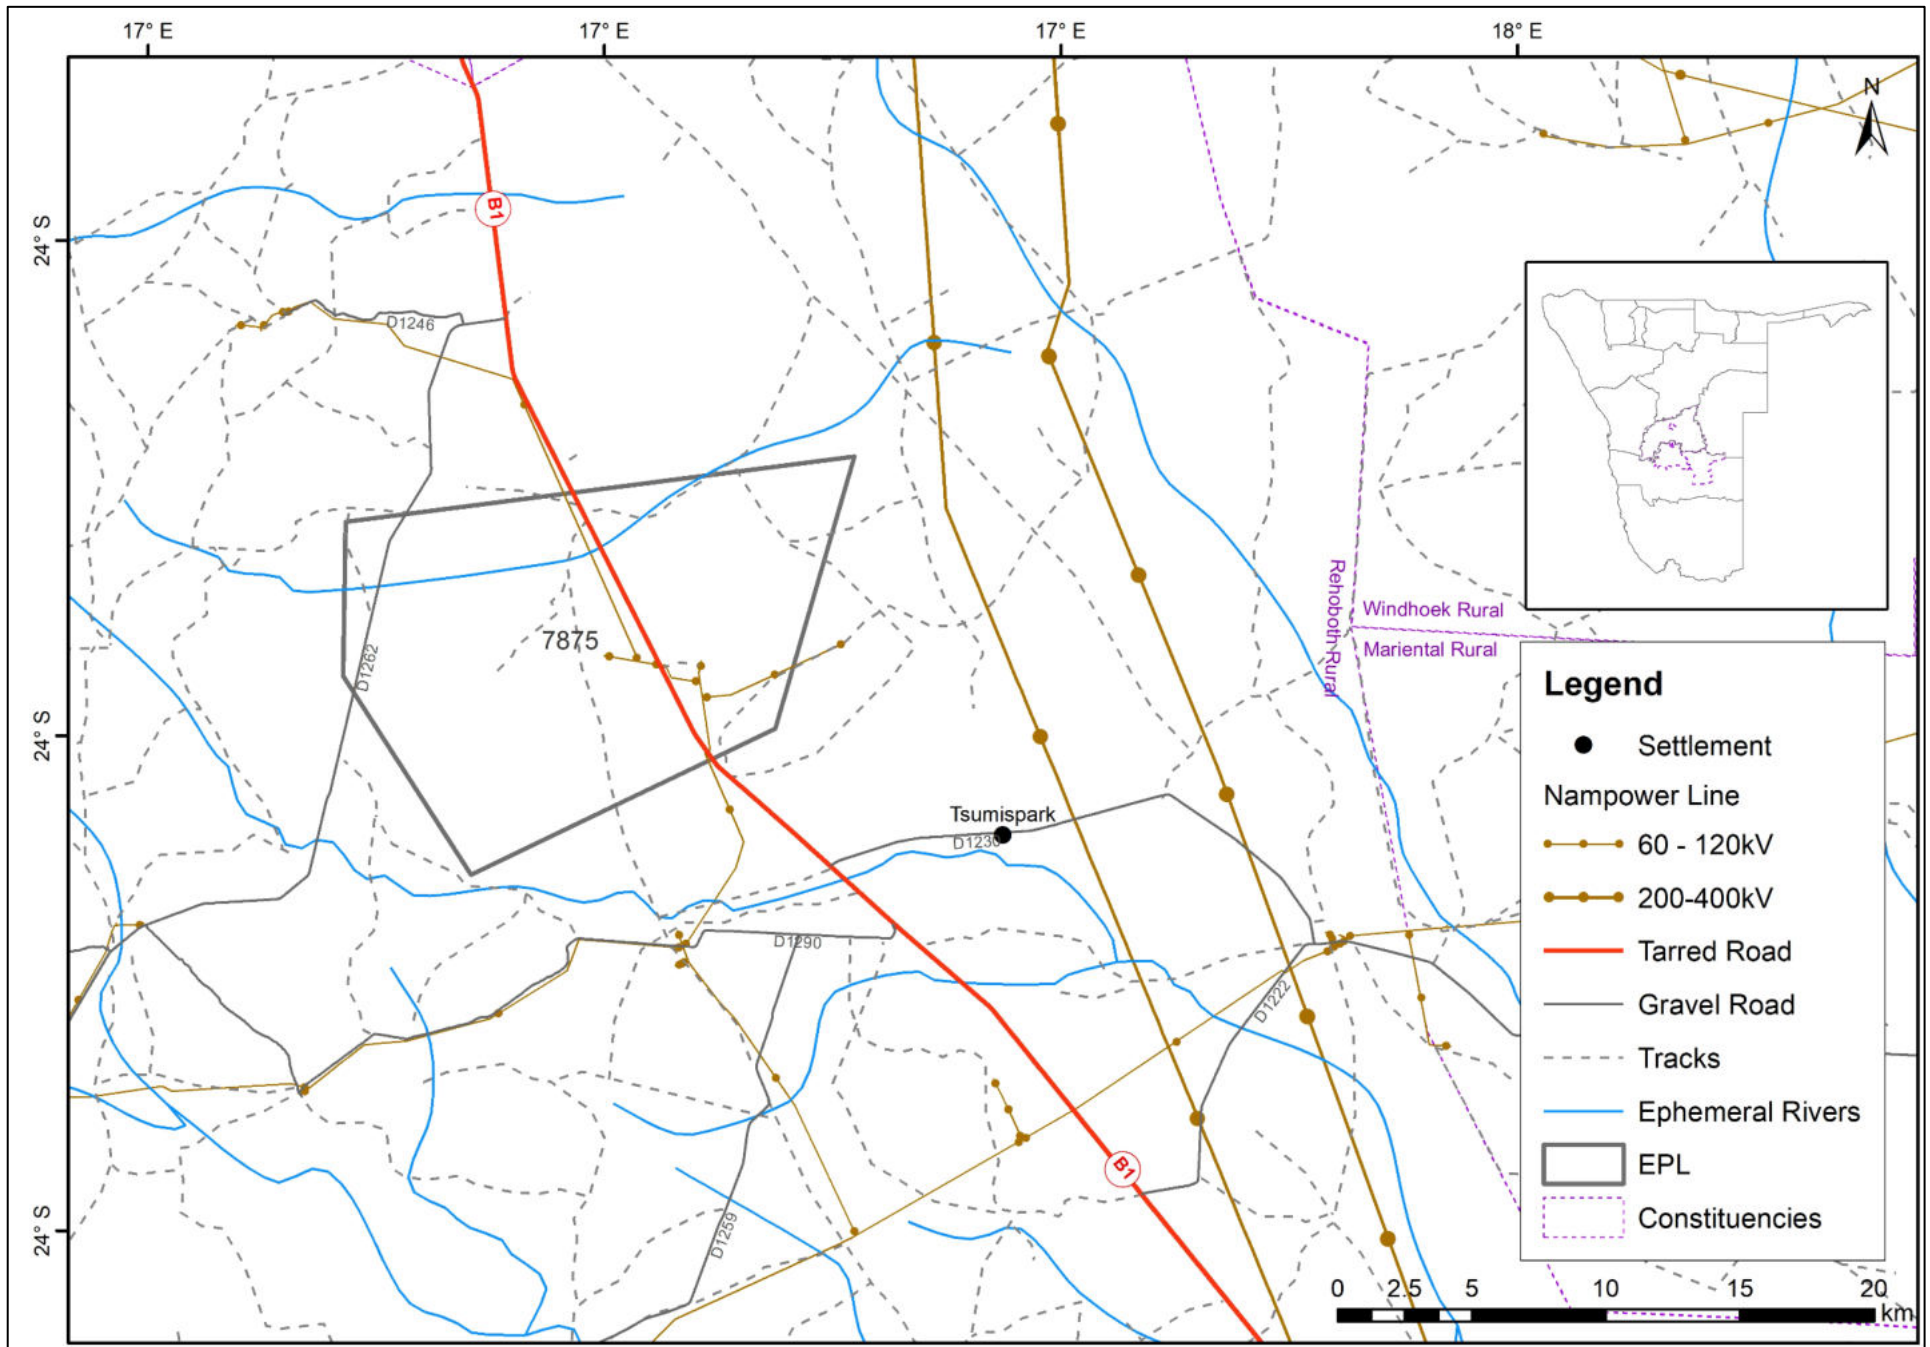 17° E
17° E
17° E
18° E
N
B1
24° S
D1246
Rehoboth Rural
Windhoek Rural
Mariental Rural
7875
D1262
24° S
Legend
Settlement
Nampower Line
60 - 120kV
200-400kV
Tarred Road
Gravel Road
Tracks
Ephemeral Rivers
EPL
Constituencies
Tsumispark
D1230
D1290
D1222
B1
D1259
24° S
0 2.5 5 10 15 20
km